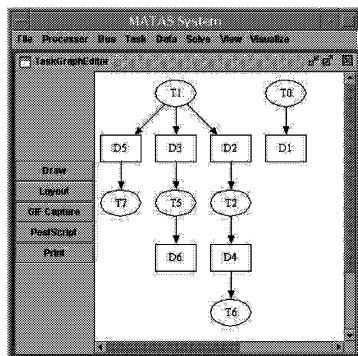 MATAS System
File Processor Bus Task Data Solve View Visualize
TaskGraphEditor
T1 T0
D5 D3 D2 D1
Draw
Layout
T7 T5 T2
GIF Capture
PostScript
Print
D6 D4
T6